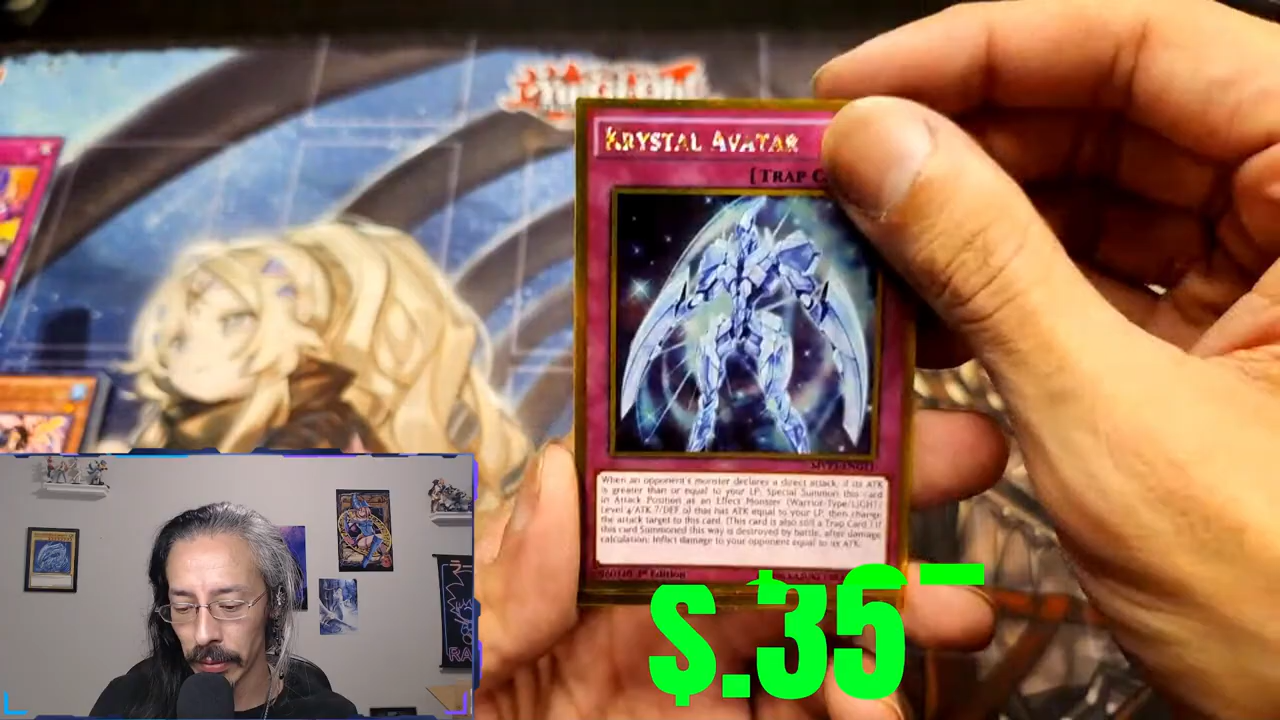 KRYSTAL AVATAR
[TRAP C
MVP1-ENG13
When an opponent's monster declares a direct attack, if its ATK
is greater than or equal to your LP: Special Summon this card
in Attack Position as an Effect Monster (Warrior-Type/LIGHT/
Level 4/ATK ?/DEF 0) that has ATK equal to your LP, then change
the attack target to this card. (This card is also still a Trap Card.) If
this card Summoned this way is destroyed by battle, after damage
calculation: Inflict damage to your opponent equal to its ATK.
1st Edition
$.35
RA